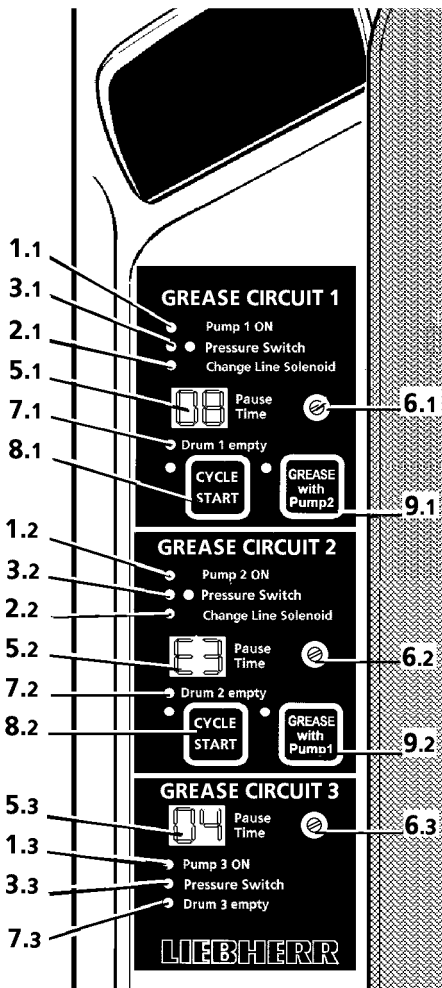 1.1
3.1
2.1
5.1
7.1
8.1
GREASE CIRCUIT 1
Pump 1 ON
Pressure Switch
Change Line Solenoid
08
Pause
Time
6.1
Drum 1 empty
CYCLE
START
GREASE
with
Pump2
9.1
1.2
3.2
2.2
5.2
7.2
8.2
GREASE CIRCUIT 2
Pump 2 ON
Pressure Switch
Change Line Solenoid
E3
Pause
Time
6.2
Drum 2 empty
CYCLE
START
GREASE
with
Pump1
9.2
5.3
1.3
3.3
7.3
GREASE CIRCUIT 3
04
Pause
Time
6.3
Pump 3 ON
Pressure Switch
Drum 3 empty
LIEBHERR